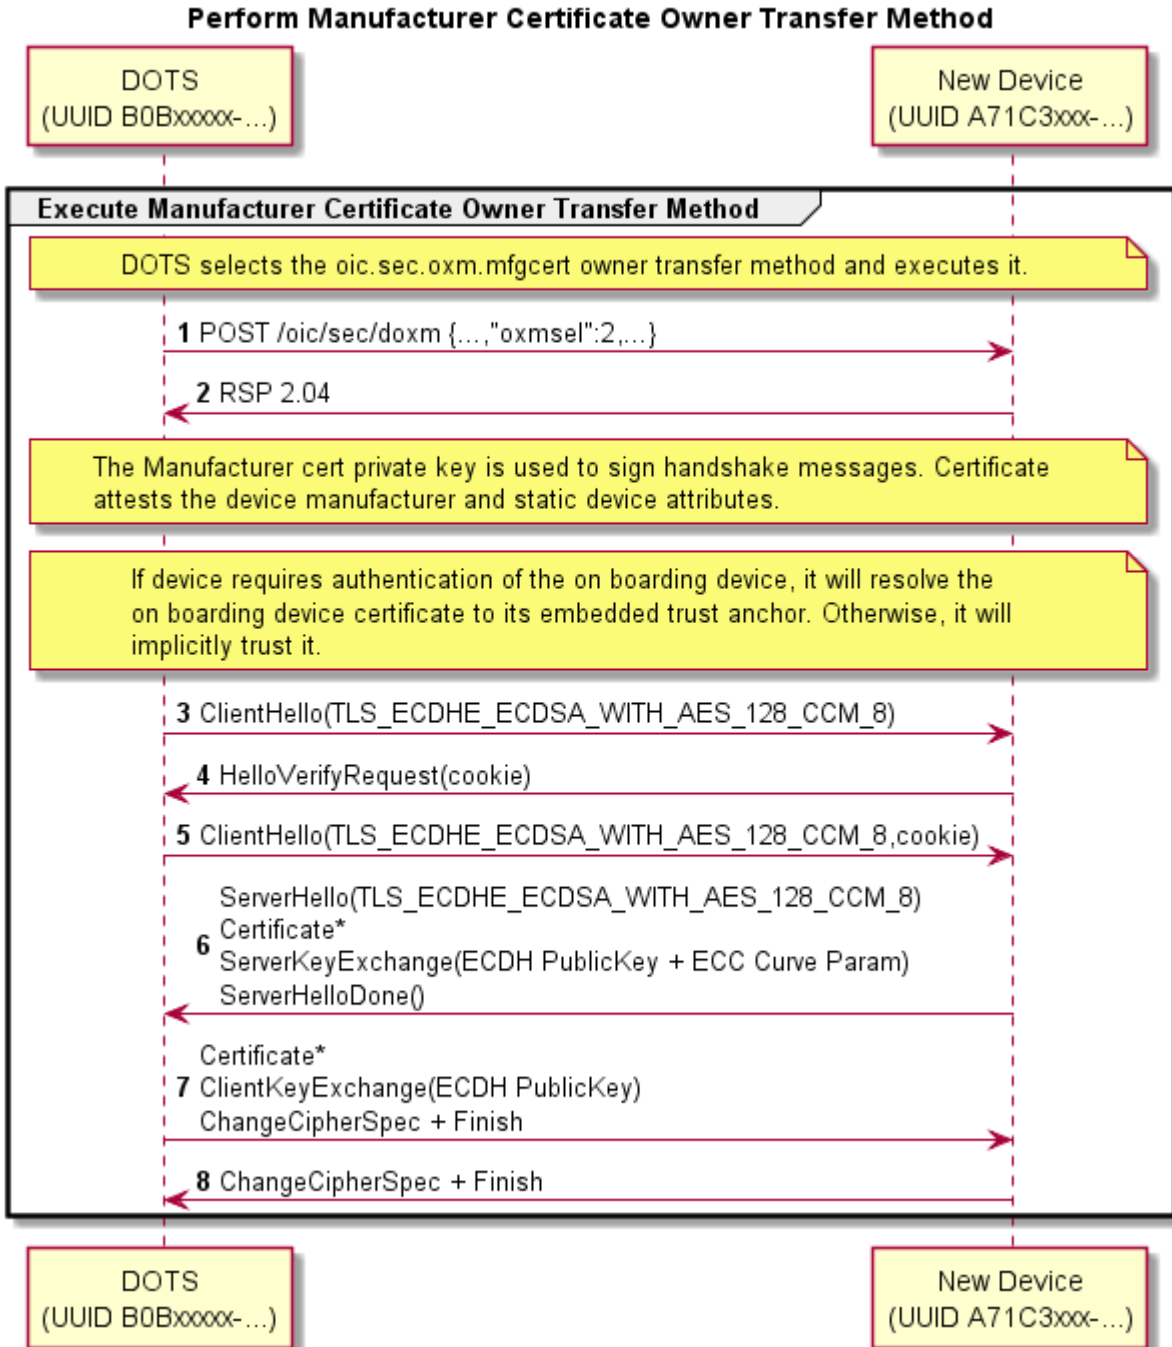 Perform Manufacturer Certificate Owner Transfer Method
DOTS
(UUID B0Bxxxxx-...)
New Device
(UUID A71C3xxx-...)
Execute Manufacturer Certificate Owner Transfer Method
DOTS selects the oic.sec.oxm.mfgcert owner transfer method and executes it.
1 POST /oic/sec/doxm {...,"oxmsel":2,...}
2 RSP 2.04
The Manufacturer cert private key is used to sign handshake messages. Certificate
attests the device manufacturer and static device attributes.
If device requires authentication of the on boarding device, it will resolve the
on boarding device certificate to its embedded trust anchor. Otherwise, it will
implicitly trust it.
3 ClientHello(TLS_ECDHE_ECDSA_WITH_AES_128_CCM_8)
4 HelloVerifyRequest(cookie)
5 ClientHello(TLS_ECDHE_ECDSA_WITH_AES_128_CCM_8,cookie)
ServerHello(TLS_ECDHE_ECDSA_WITH_AES_128_CCM_8)
6 Certificate*
ServerKeyExchange(ECDH PublicKey + ECC Curve Param)
ServerHelloDone()
Certificate*
7 ClientKeyExchange(ECDH PublicKey)
ChangeCipherSpec + Finish
8 ChangeCipherSpec + Finish
DOTS
(UUID B0Bxxxxx-...)
New Device
(UUID A71C3xxx-...)